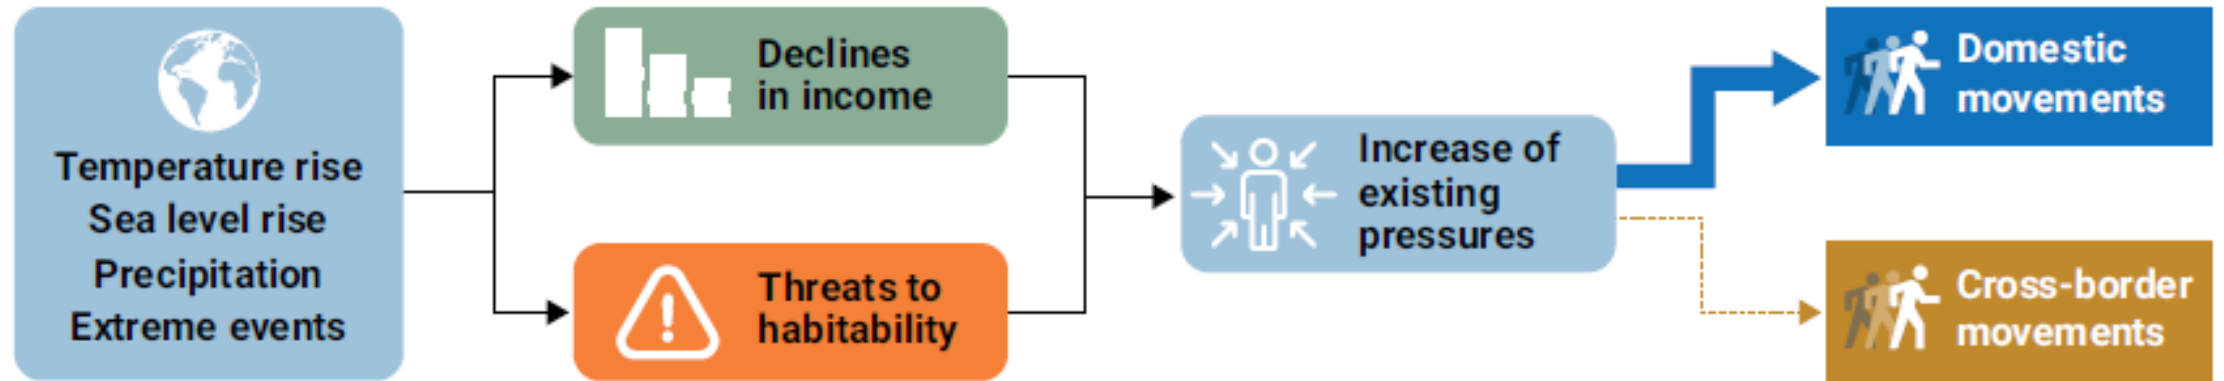 Temperature rise
Sea level rise
Precipitation
Extreme events
Declines
in income
Threats to
habitability
Increase of
existing
pressures
Domestic
movements
Cross-border
movements